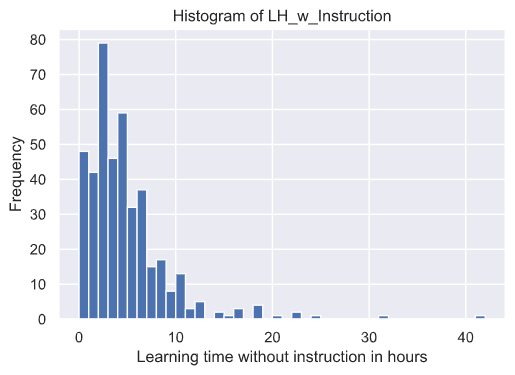 Histogram of LH_w_Instruction
80
70
60
50
40
30
20
10
0
Frequency
0 10 20 30 40
Learning time without instruction in hours